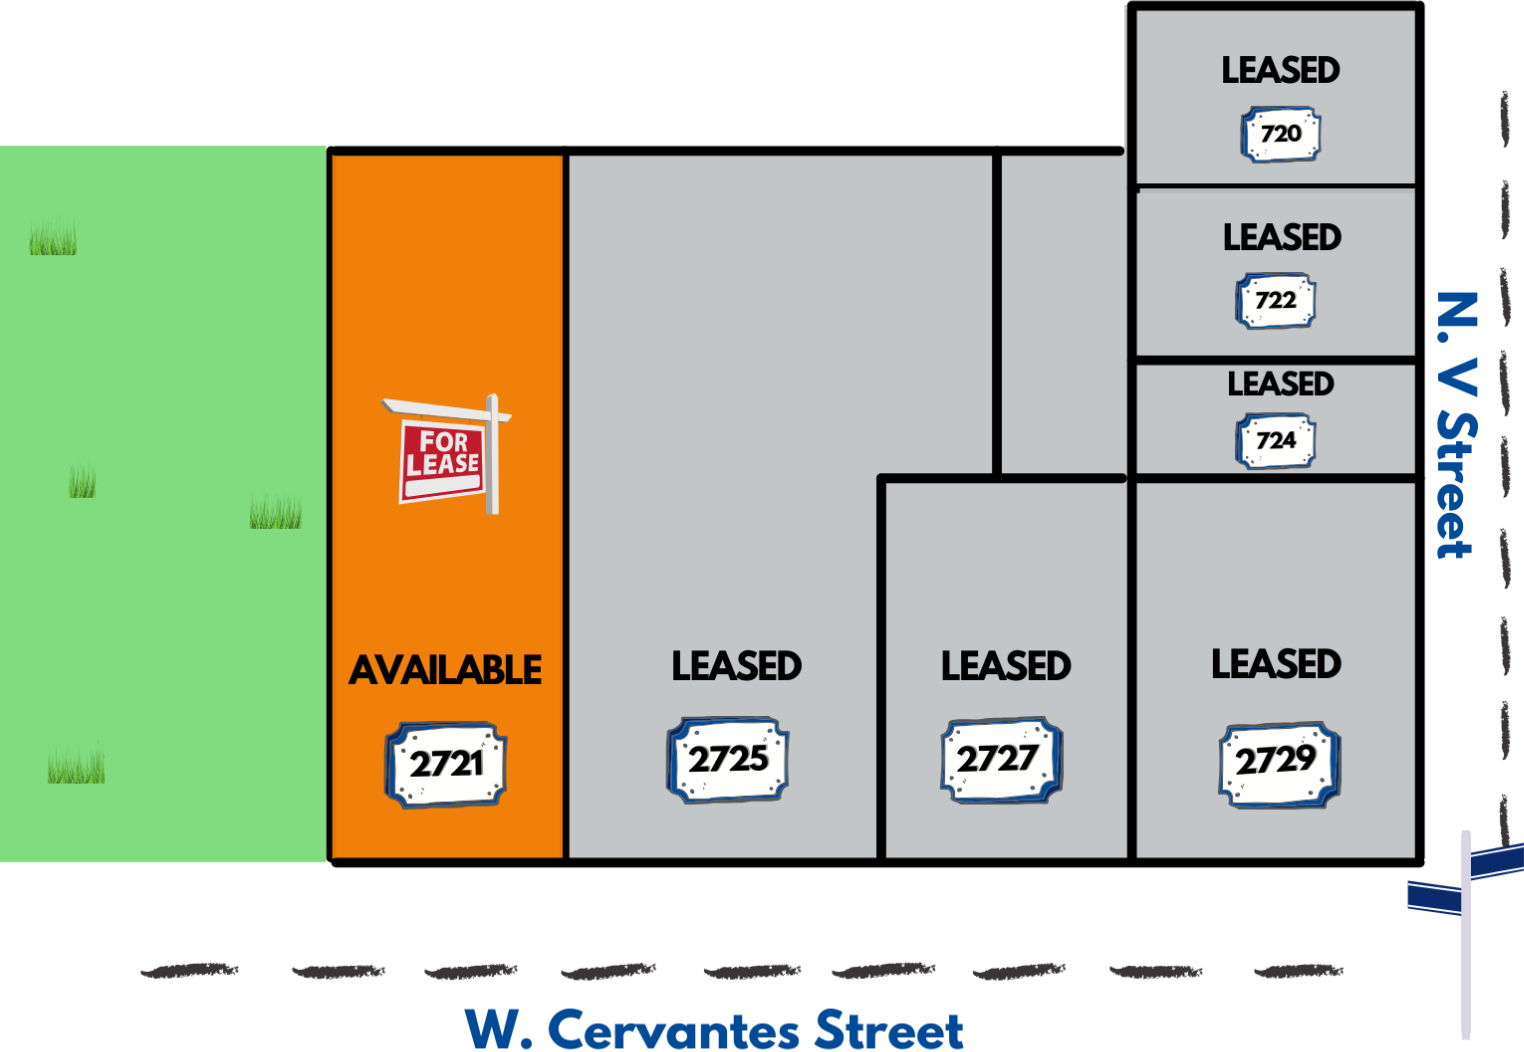 LEASED
720
LEASED
722
LEASED
724
N. V Street
FOR
LEASE
AVAILABLE
2721
LEASED
2725
LEASED
2727
LEASED
2729
W. Cervantes Street